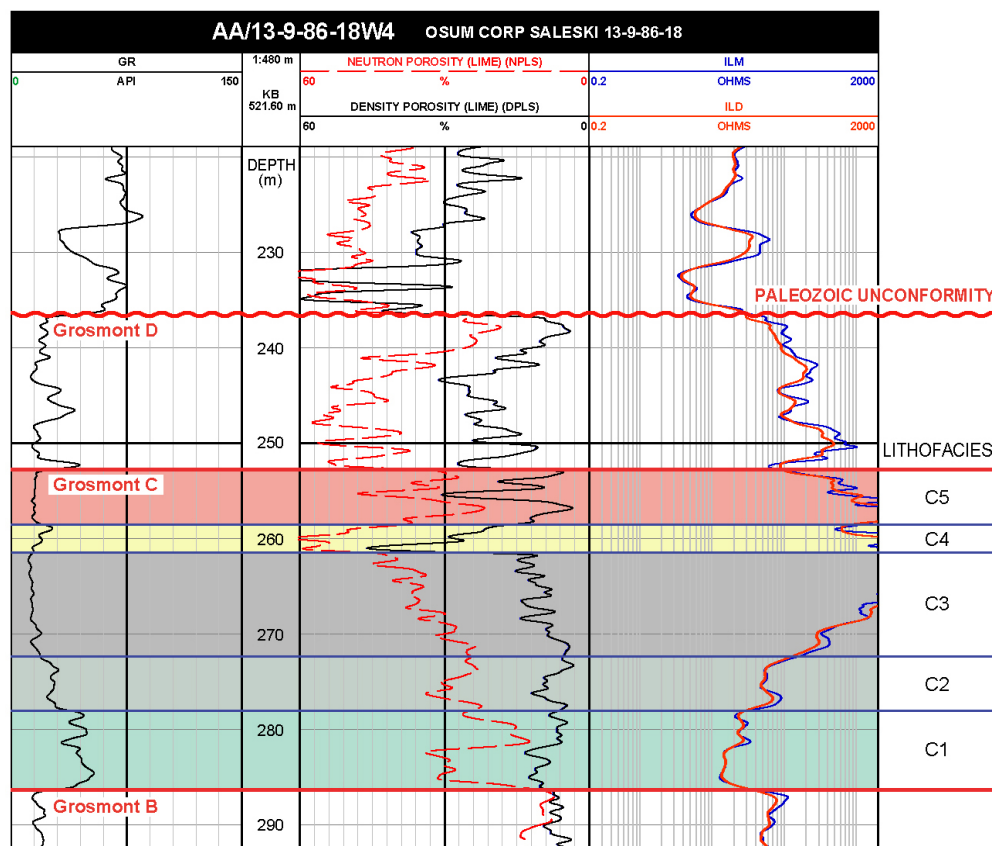 AA/13-9-86-18W4 OSUM CORP SALESKI 13-9-86-18
GR 1:480 m NEUTRON POROSITY (LIME) (NPLS) ILM
0 API 150 60 % 0 0.2 OHMS 2000
KB
521.60 m DENSITY POROSITY (LIME) (DPLS) ILD
60 % 0 0.2 OHMS 2000
DEPTH
(m)
230
PALEOZOIC UNCONFORMITY
Grosmont D
240
250 LITHOFACIES
Grosmont C
C5
260 C4
C3
270
C2
280
C1
Grosmont B
290